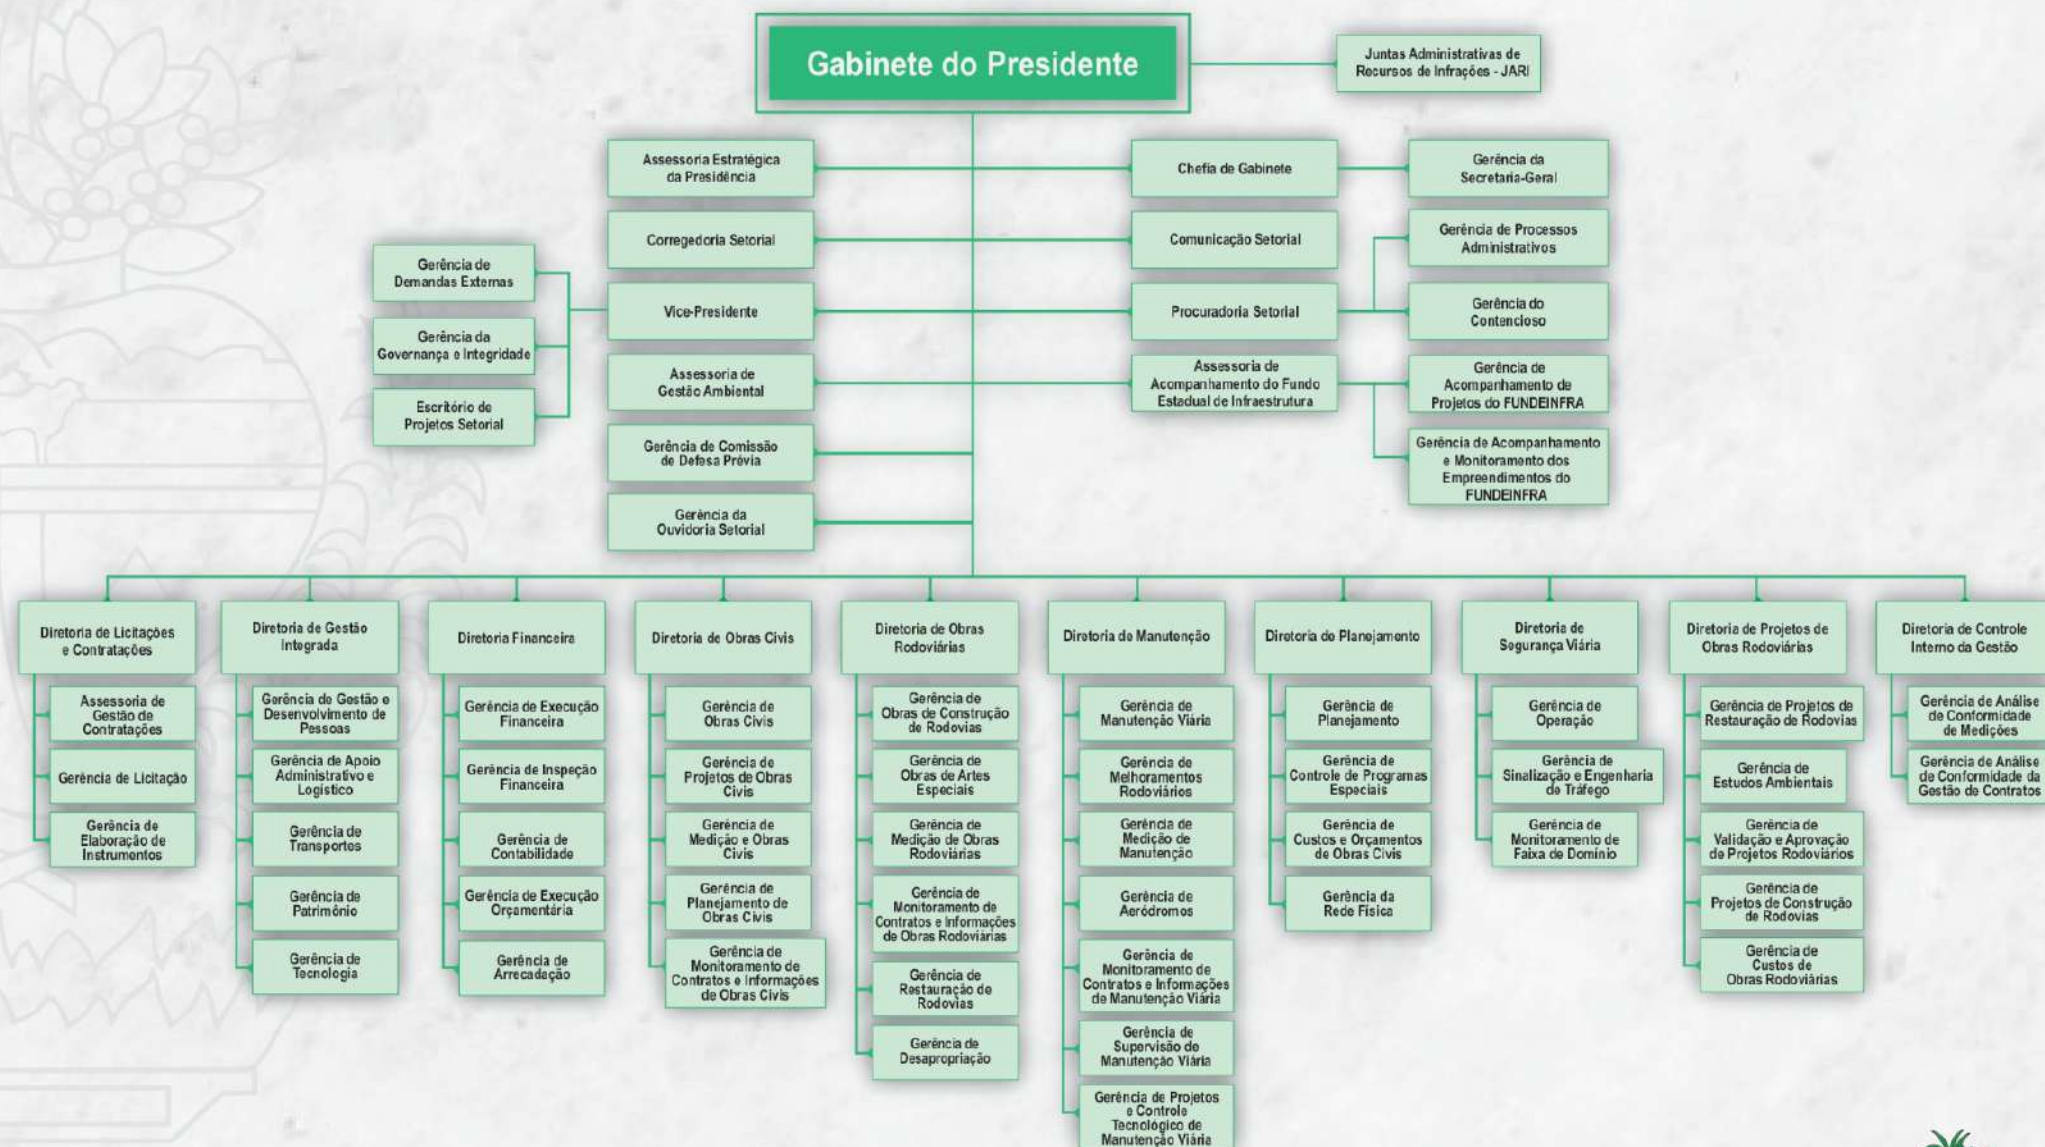 Gabinete do Presidente
Juntas Administrativas de
Recursos de Infrações - JARI
Assessoria Estratégica
da Presidência
Chefia de Gabinete
Gerência da
Secretaria-Geral
Corregedoria Setorial
Comunicação Setorial
Gerência de Processos
Administrativos
Gerência de
Demandas Externas
Vice-Presidente
Procuradoria Setorial
Gerência do
Contencioso
Gerência da
Governança e Integridade
Assessoria de
Gestão Ambiental
Assessoria de
Acompanhamento do Fundo
Estadual de Infraestrutura
Gerência de
Acompanhamento de
Projetos do FUNDEINFRA
Escritório de
Projetos Setorial
Gerência de Comissão
de Defesa Prévia
Gerência de Acompanhamento
e Monitoramento dos
Empreendimentos do
FUNDEINFRA
Gerência da
Ouvidoria Setorial
Diretoria de Licitações
e Contratações
Assessoria de
Gestão de
Contratações
Gerência de Licitação
Gerência de
Elaboração de
Instrumentos
Diretoria de Gestão
Integrada
Gerência de Gestão e
Desenvolvimento de
Pessoas
Gerência de Apoio
Administrativo e
Logístico
Gerência de
Transportes
Gerência de
Patrimônio
Gerência de
Tecnologia
Diretoria Financeira
Gerência de Execução
Financeira
Gerência de Inspeção
Financeira
Gerência de
Contabilidade
Gerência de Execução
Orçamentária
Gerência de
Arrecadação
Diretoria de Obras Civis
Gerência de
Obras Civis
Gerência de
Projetos de Obras
Civis
Gerência de
Medição e Obras
Civis
Gerência de
Planejamento de
Obras Civis
Gerência de
Monitoramento de
Contratos e Informações
de Obras Civis
Diretoria de Obras
Rodoviárias
Gerência de
Obras de Construção
de Rodovias
Gerência de
Obras de Artes
Especiais
Gerência de
Medição de Obras
Rodoviárias
Gerência de
Monitoramento de
Contratos e Informações
de Obras Rodoviárias
Gerência de
Restauração de
Rodovias
Gerência de
Desapropriação
Diretoria de Manutenção
Gerência de
Manutenção Viária
Gerência de
Melhoramentos
Rodoviários
Gerência de
Medição de
Manutenção
Gerência de
Aeródromos
Gerência de
Monitoramento de
Contratos e Informações
de Manutenção Viária
Gerência de
Supervisão de
Manutenção Viária
Gerência de Projetos
e Controle
Tecnológico de
Manutenção Viária
Diretoria de Planejamento
Gerência de
Planejamento
Gerência de
Controle de Programas
Especiais
Gerência de
Custos e Orçamentos
de Obras Civis
Gerência da
Rede Física
Diretoria de
Segurança Viária
Gerência de
Operação
Gerência de
Sinalização e Engenharia
de Tráfego
Gerência de
Monitoramento de
Faixa de Domínio
Diretoria de Projetos de
Obras Rodoviárias
Gerência de Projetos de
Restauração de Rodovias
Gerência de
Estudos Ambientais
Gerência de
Validação e Aprovação
de Projetos Rodoviários
Gerência de
Projetos de Construção
de Rodovias
Gerência de
Custos de
Obras Rodoviárias
Diretoria de Controle
Interno da Gestão
Gerência de Análise
de Conformidade
de Medições
Gerência de Análise
de Conformidade da
Gestão de Contratos